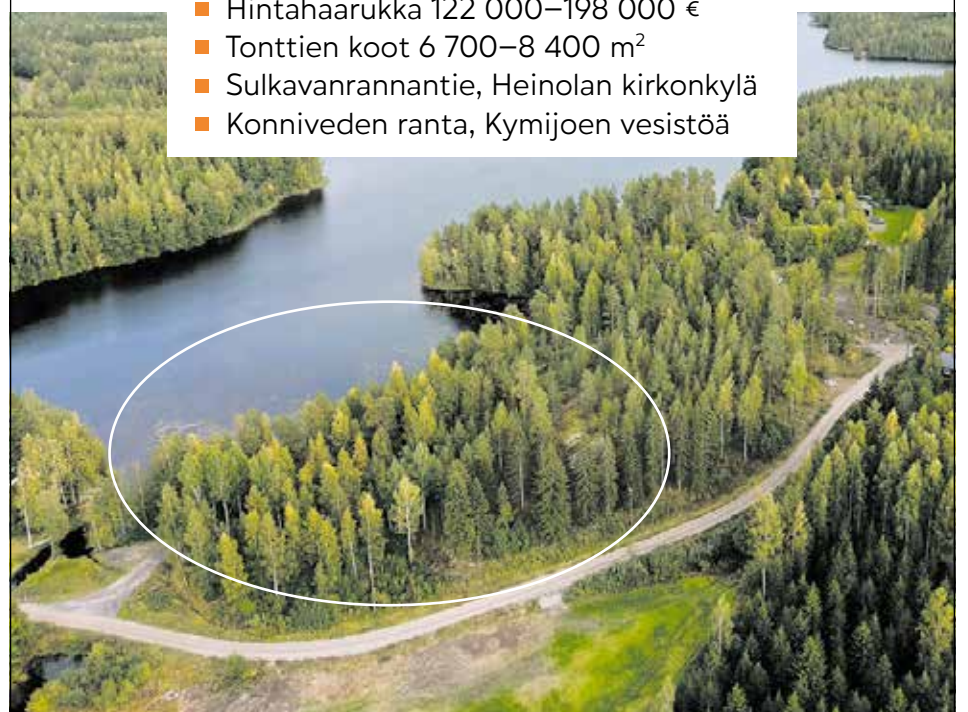 Hintahaarukka 122 000–198 000 €
Tonttien koot 6 700–8 400 m²
Sulkavanrannantie, Heinolan kirkonkylä
Konniveden ranta, Kymijoen vesistöä